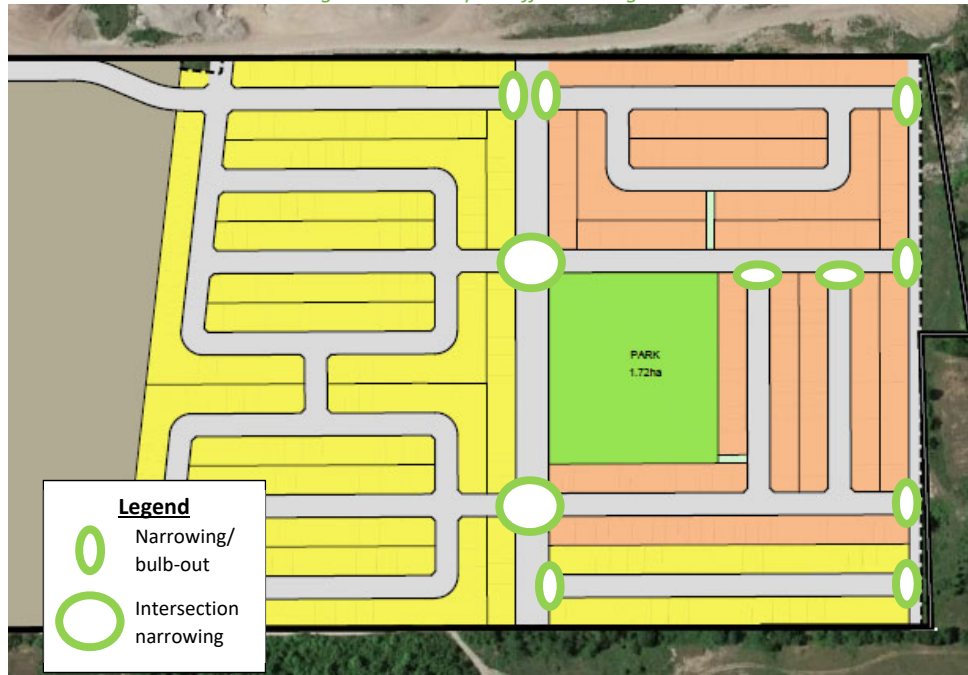 PARK
1.72ha
Legend
Narrowing/
bulb-out
Intersection
narrowing